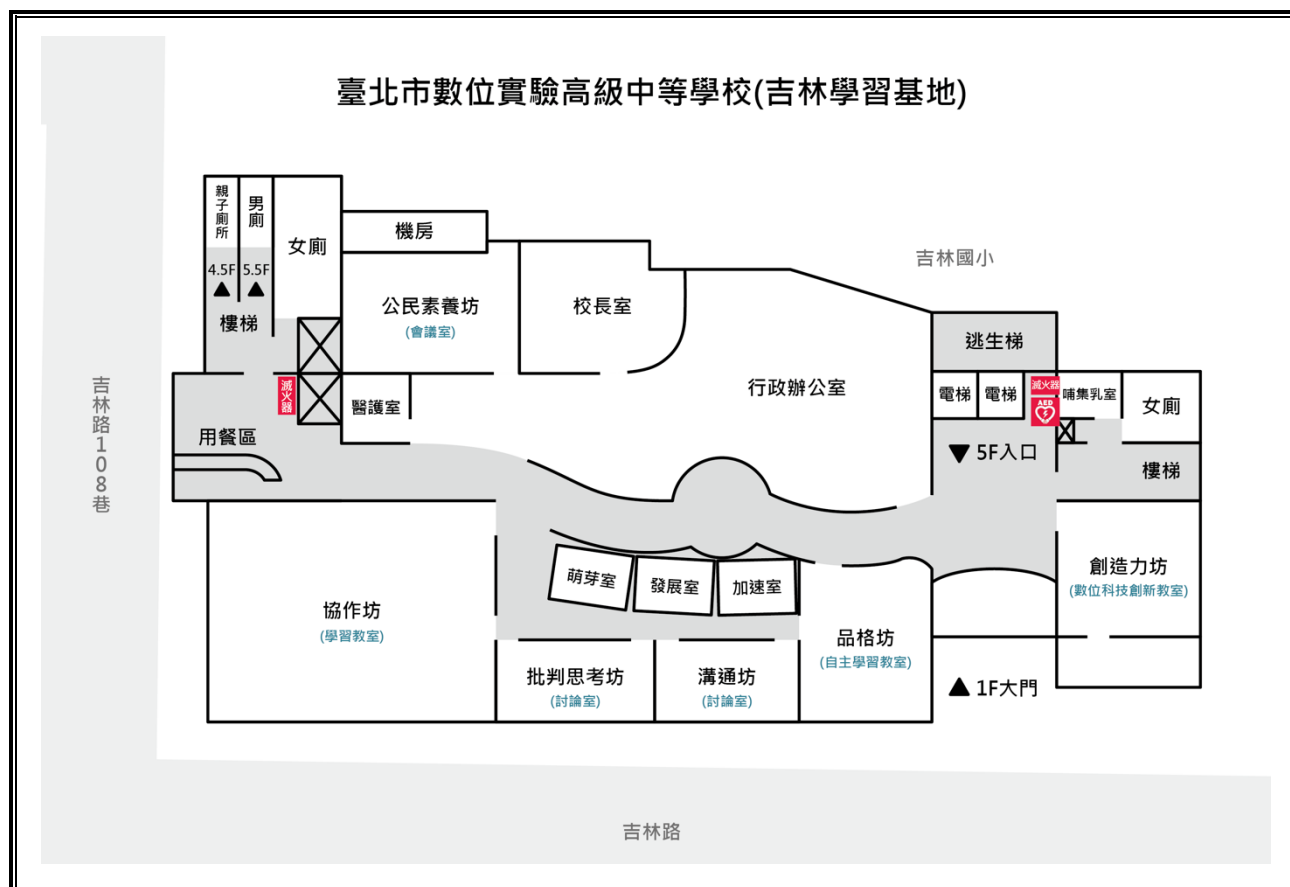 臺北市數位實驗高級中等學校(吉林學習基地)
親子廁所
男廁
女廁
機房
吉林國小
4.5F
5.5F
樓梯
公民素養坊
(會議室)
校長室
逃生梯
滅火器
醫護室
行政辦公室
電梯
電梯
滅火器
AED
哺集乳室
女廁
用餐區
5F入口
樓梯
吉林路108巷
萌芽室
發展室
加速室
創造力坊
(數位科技創新教室)
協作坊
(學習教室)
品格坊
(自主學習教室)
批判思考坊
(討論室)
溝通坊
(討論室)
1F大門
吉林路